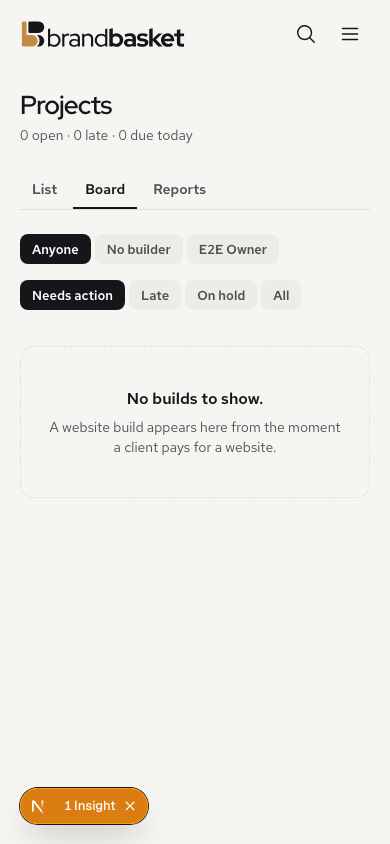 brandbasket
Projects
0 open · 0 late · 0 due today
List Board Reports
Anyone No builder E2E Owner
Needs action Late On hold All
No builds to show.
A website build appears here from the moment
a client pays for a website.
1 Insight